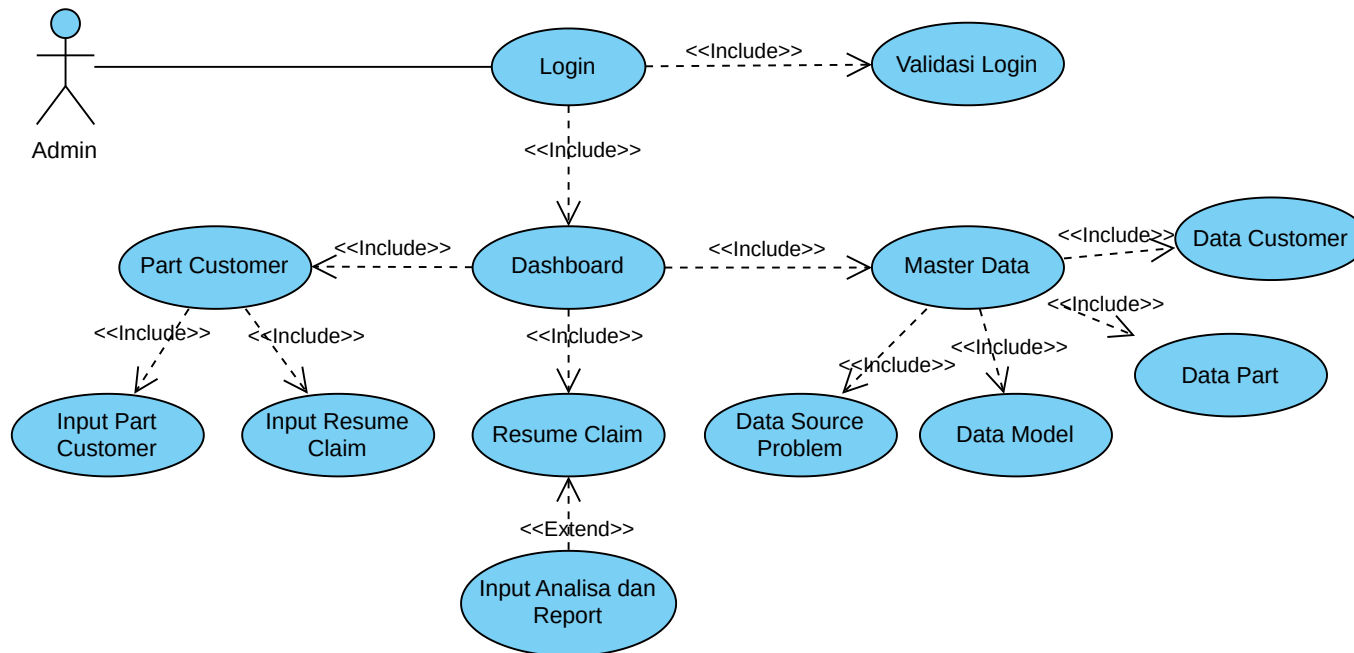 Login
<<Include>>
Validasi Login
Admin
<<Include>>
Part Customer
<<Include>>
Dashboard
<<Include>>
Master Data
<<Include>>
Data Customer
<<Include>>
<<Include>>
<<Include>>
<<Include>>
<<Include>>
<<Include>>
Data Part
Input Part
Customer
Input Resume
Claim
Resume Claim
Data Source
Problem
Data Model
<<Extend>>
Input Analisa dan
Report